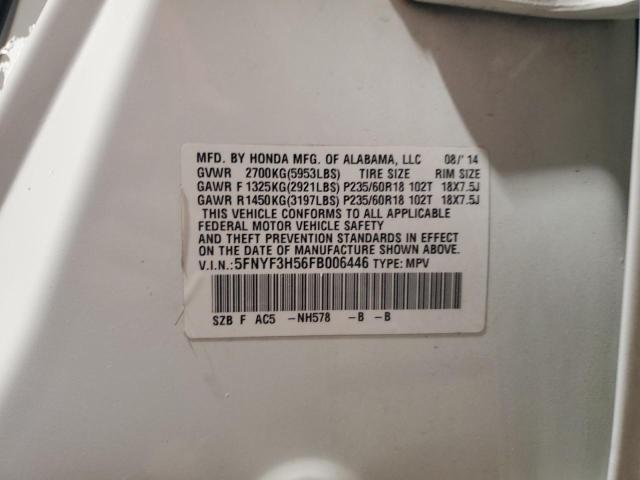 MFD. BY HONDA MFG. OF ALABAMA, LLC 08/'14
GVWR 2700KG(5953LBS) TIRE SIZE RIM SIZE
GAWR F 1325KG(2921LBS) P235/60R18 102T 18X7.5J
GAWR R1450KG(3197LBS) P235/60R18 102T 18X7.5J
THIS VEHICLE CONFORMS TO ALL APPLICABLE
FEDERAL MOTOR VEHICLE SAFETY
AND THEFT PREVENTION STANDARDS IN EFFECT
ON THE DATE OF MANUFACTURE SHOWN ABOVE.
V.I.N.:5FNYF3H56FB006446 TYPE: MPV
SZB F AC5 -NH578 -B -B